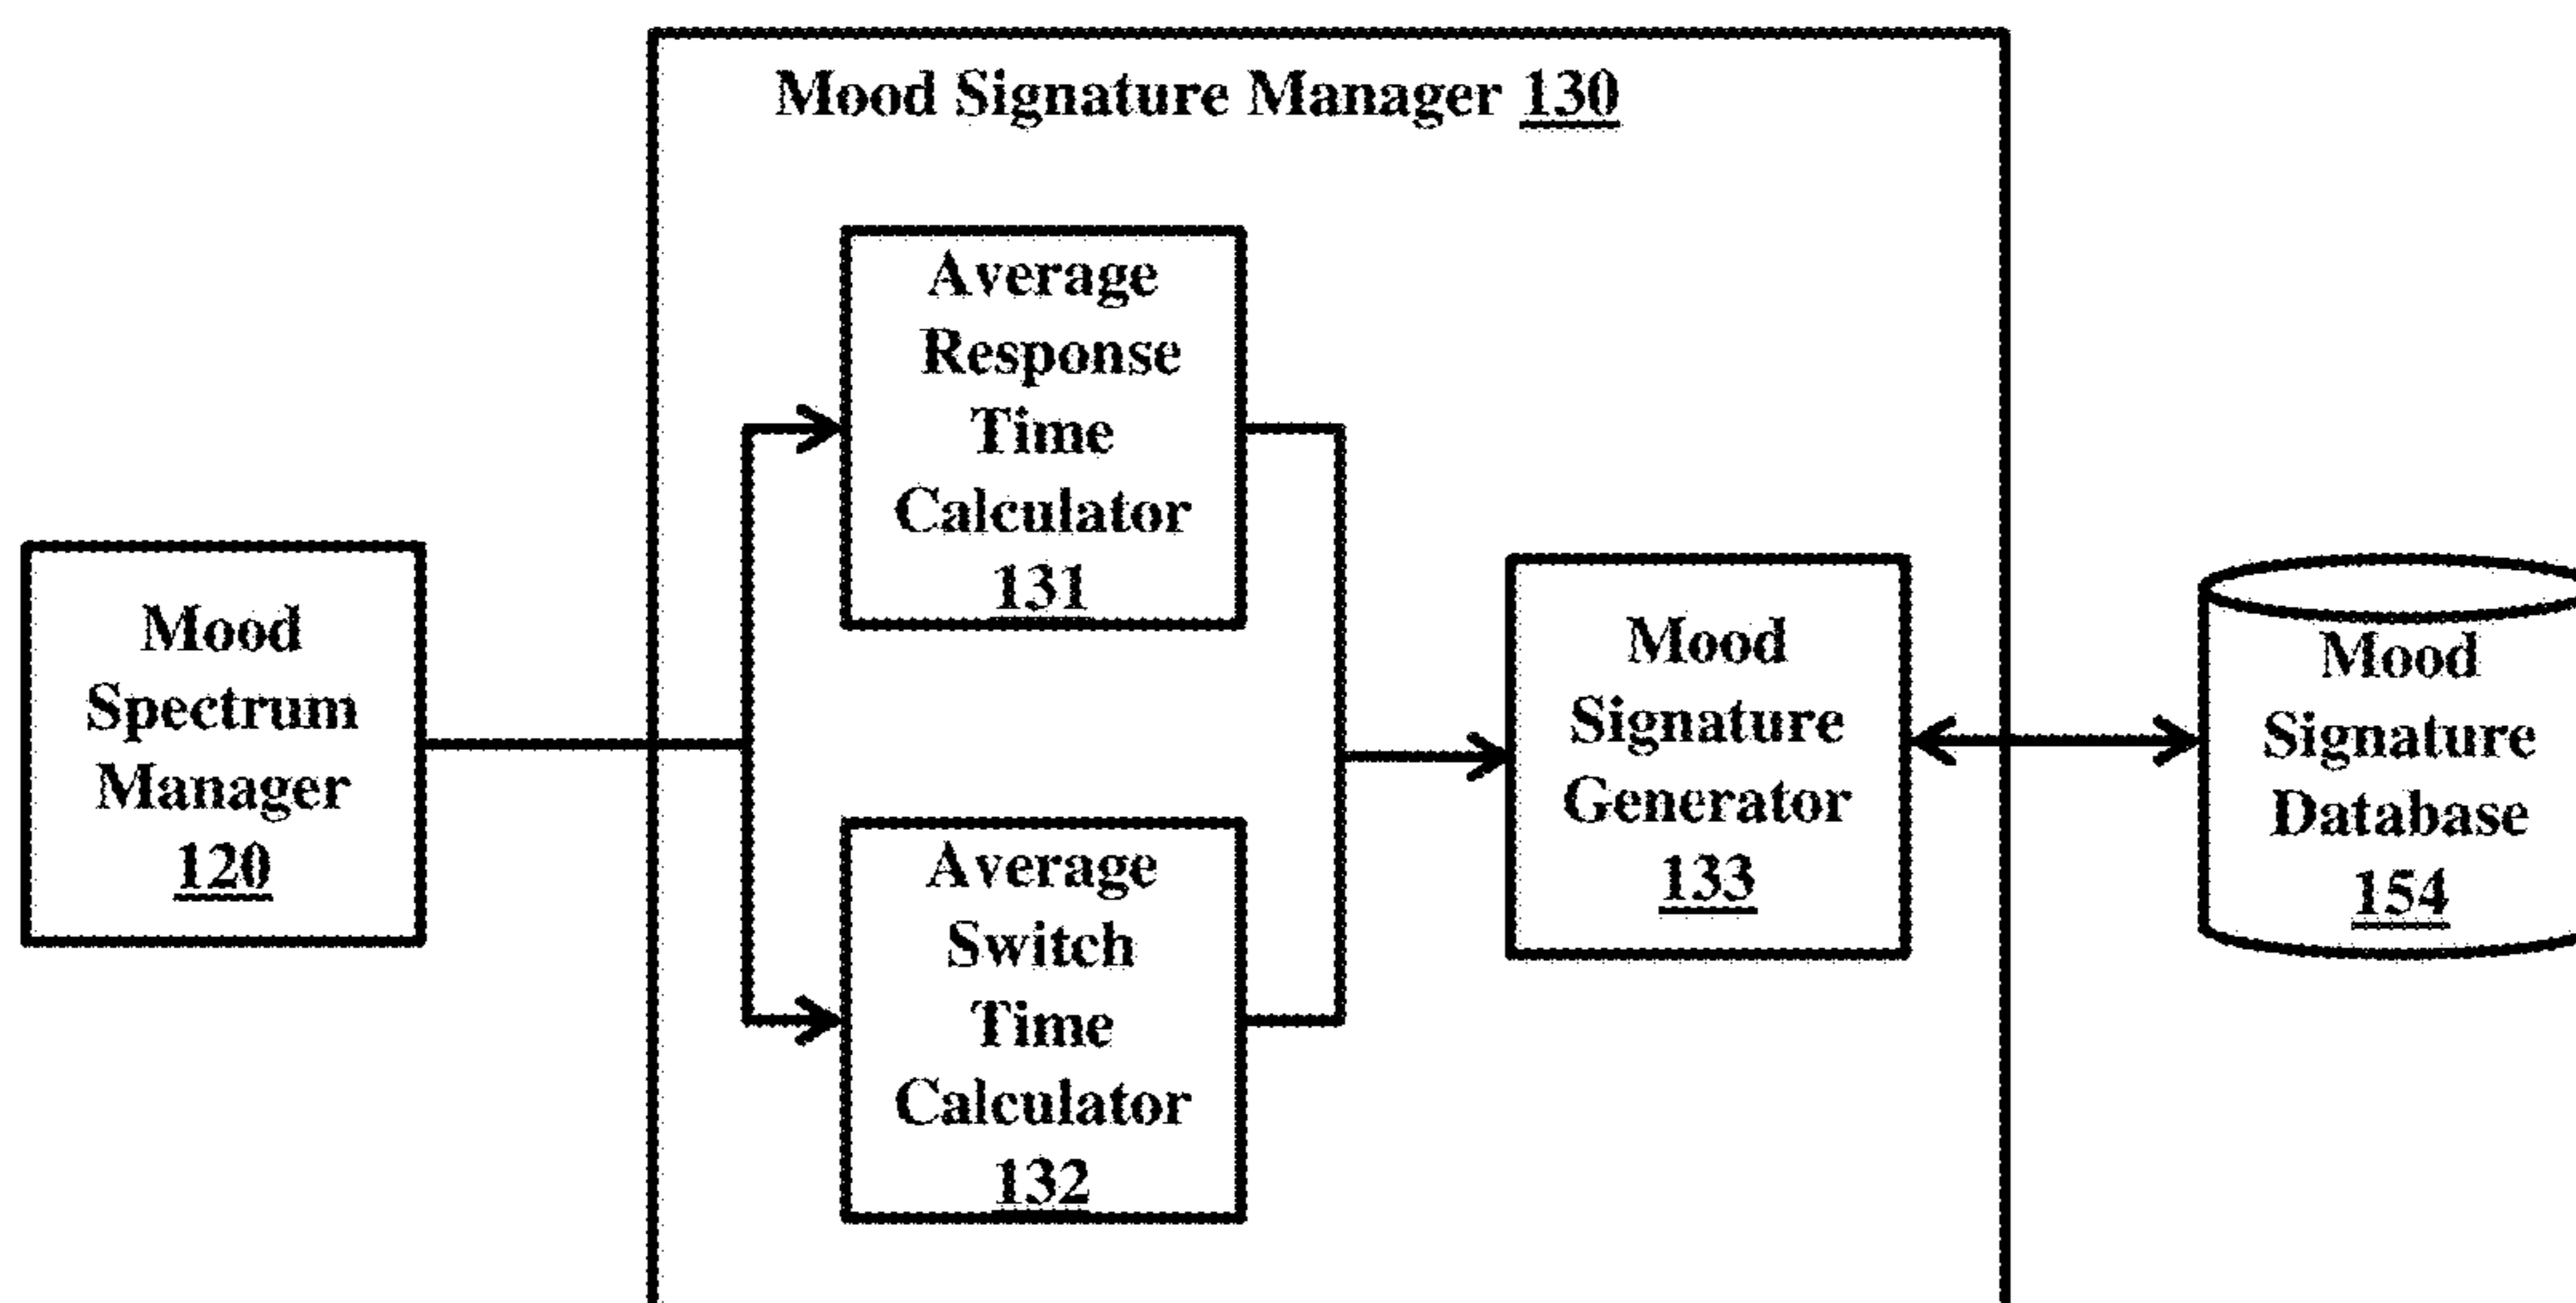 Mood Signature Manager 130
Average
Response
Time
Calculator
131
Mood
Spectrum
Manager
120
Average
Switch
Time
Calculator
132
Mood
Signature
Generator
133
Mood
Signature
Database
154